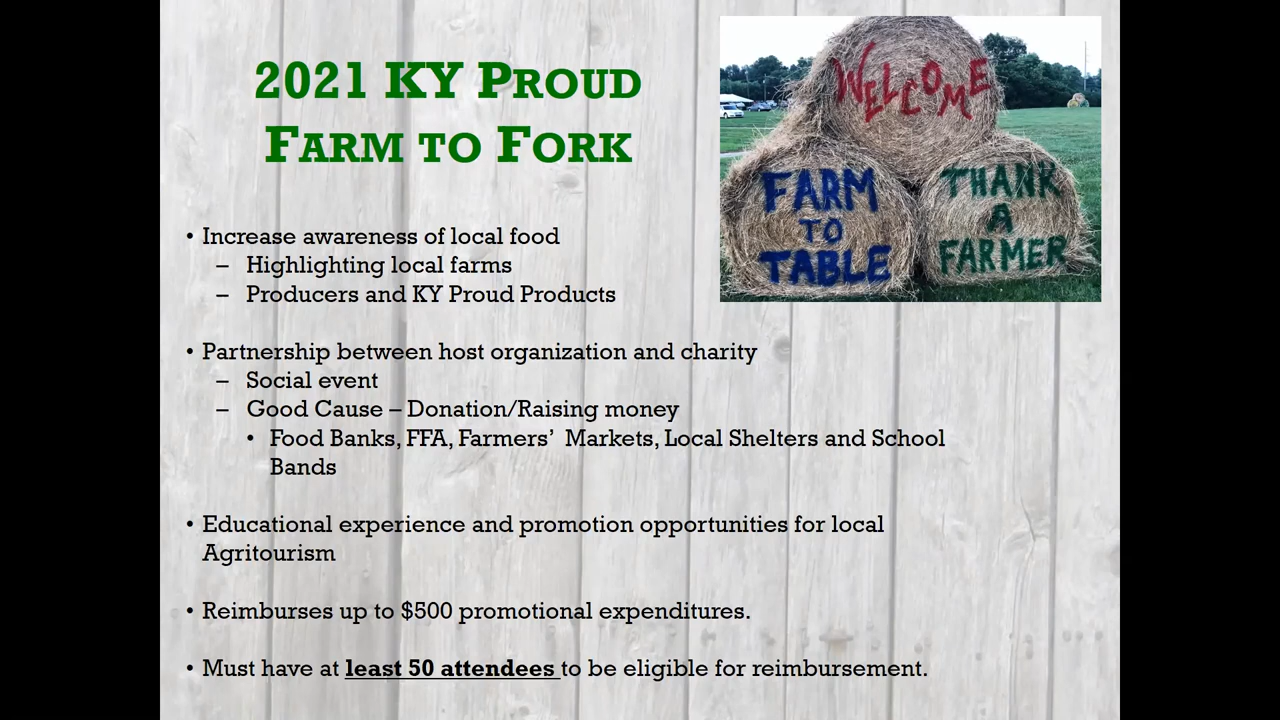 2021 KY PROUD
FARM TO FORK
WELCOME
FARM
TO
TABLE
THANK
A
FARMER
• Increase awareness of local food
– Highlighting local farms
– Producers and KY Proud Products
• Partnership between host organization and charity
– Social event
– Good Cause – Donation/Raising money
• Food Banks, FFA, Farmers’ Markets, Local Shelters and School
Bands
• Educational experience and promotion opportunities for local
Agritourism
• Reimburses up to $500 promotional expenditures.
• Must have at least 50 attendees to be eligible for reimbursement.